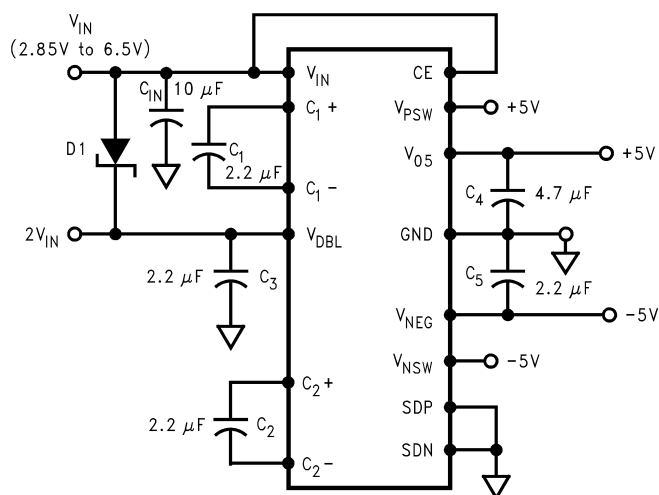 V_IN
(2.85V to 6.5V)
C_IN 10 μF
D1
C_1
2.2 μF
2V_IN
2.2 μF C_3
2.2 μF C_2
V_IN
C_1+
C_1−
V_DBL
C_2+
C_2−
CE
V_PSW
+5V
V_05
+5V
C_4 4.7 μF
GND
C_5 2.2 μF
V_NEG
−5V
V_NSW
−5V
SDP
SDN